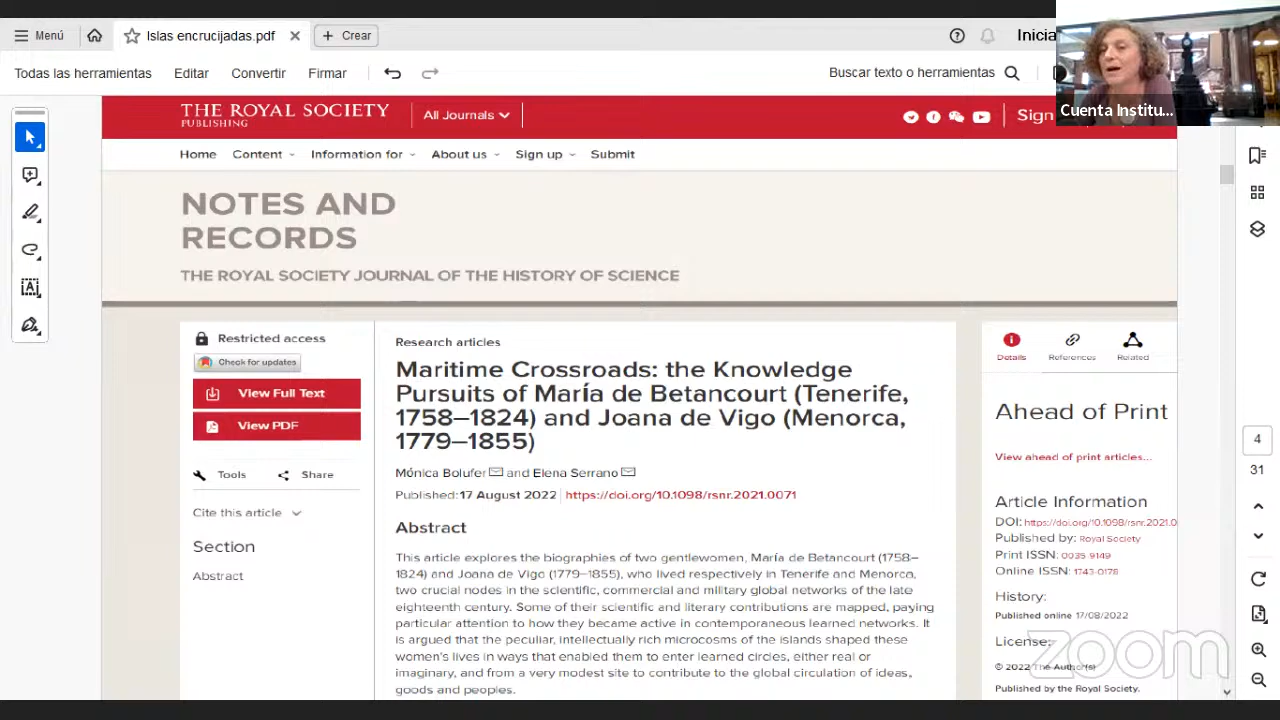 Menú
Islas encrucijadas.pdf
Crear
Inicia
Todas las herramientas
Editar
Convertir
Firmar
Buscar texto o herramientas
Cuenta Institu...
THE ROYAL SOCIETY
PUBLISHING
All Journals
Sign
Home
Content
Information for
About us
Sign up
Submit
NOTES AND
RECORDS
THE ROYAL SOCIETY JOURNAL OF THE HISTORY OF SCIENCE
Restricted access
Check for updates
View Full Text
View PDF
Tools
Share
Cite this article
Section
Abstract
Research articles
Maritime Crossroads: the Knowledge
Pursuits of María de Betancourt (Tenerife,
1758–1824) and Joana de Vigo (Menorca,
1779–1855)
Mónica Bolufer and Elena Serrano
Published: 17 August 2022 https://doi.org/10.1098/rsnr.2021.0071
Abstract
This article explores the biographies of two gentlewomen, María de Betancourt (1758–
1824) and Joana de Vigo (1779–1855), who lived respectively in Tenerife and Menorca,
two crucial nodes in the scientific, commercial and military global networks of the late
eighteenth century. Some of their scientific and literary contributions are mapped, paying
particular attention to how they became active in contemporaneous learned networks. It
is argued that the peculiar, intellectually rich microcosms of the islands shaped these
women's lives in ways that enabled them to enter learned circles, either real or
imaginary, and from a very modest site to contribute to the global circulation of ideas,
goods and peoples.
Details
References
Related
Ahead of Print
View ahead of print articles...
Article Information
DOI: https://doi.org/10.1098/rsnr.2021.0
Published by: Royal Society
Print ISSN: 0035-9149
Online ISSN: 1743-0178
History:
Published online 17/08/2022
License:
© 2022 The Author(s)
Published by the Royal Society.
4
31
zoom